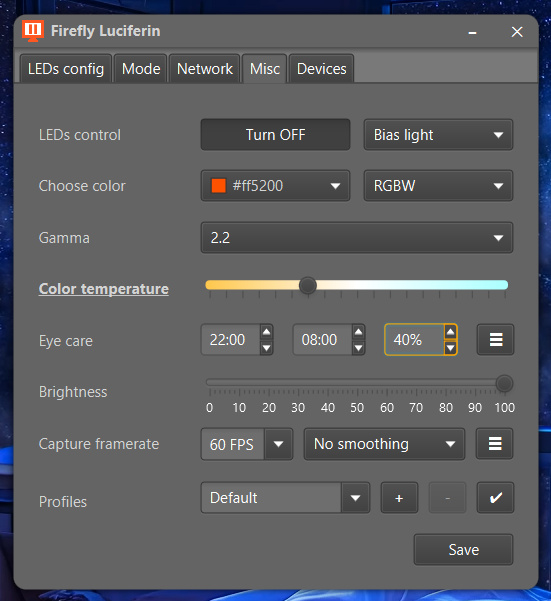 Firefly Luciferin
LEDs config Mode Network Misc Devices
LEDs control Turn OFF Bias light
Choose color #ff5200 RGBW
Gamma 2.2
Color temperature
Eye care 22:00 08:00 40%
Brightness
0 10 20 30 40 50 60 70 80 90 100
Capture framerate 60 FPS No smoothing
Profiles Default + -
Save